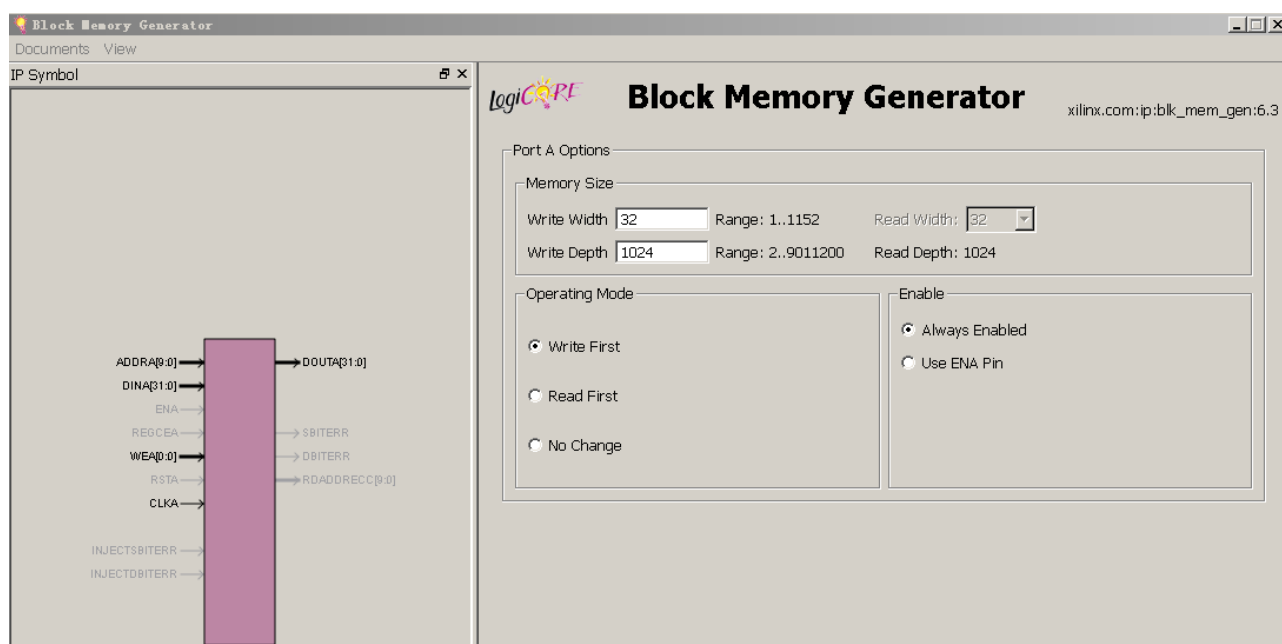 Block Memory Generator
Documents View
IP Symbol
ADDRA[9:0]
DOUTA[31:0]
DINA[31:0]
ENA
REGCEA
SBITERR
WEA[0:0]
DBITERR
RSTA
RDADDRECC[9:0]
CLKA
INJECTSBITERR
INJECTDBITERR
logiCORE
Block Memory Generator
xilinx.com:ip:blk_mem_gen:6.3
Port A Options
Memory Size
Write Width 32 Range: 1..1152 Read Width: 32
Write Depth 1024 Range: 2..9011200 Read Depth: 1024
Operating Mode
Write First
Read First
No Change
Enable
Always Enabled
Use ENA Pin